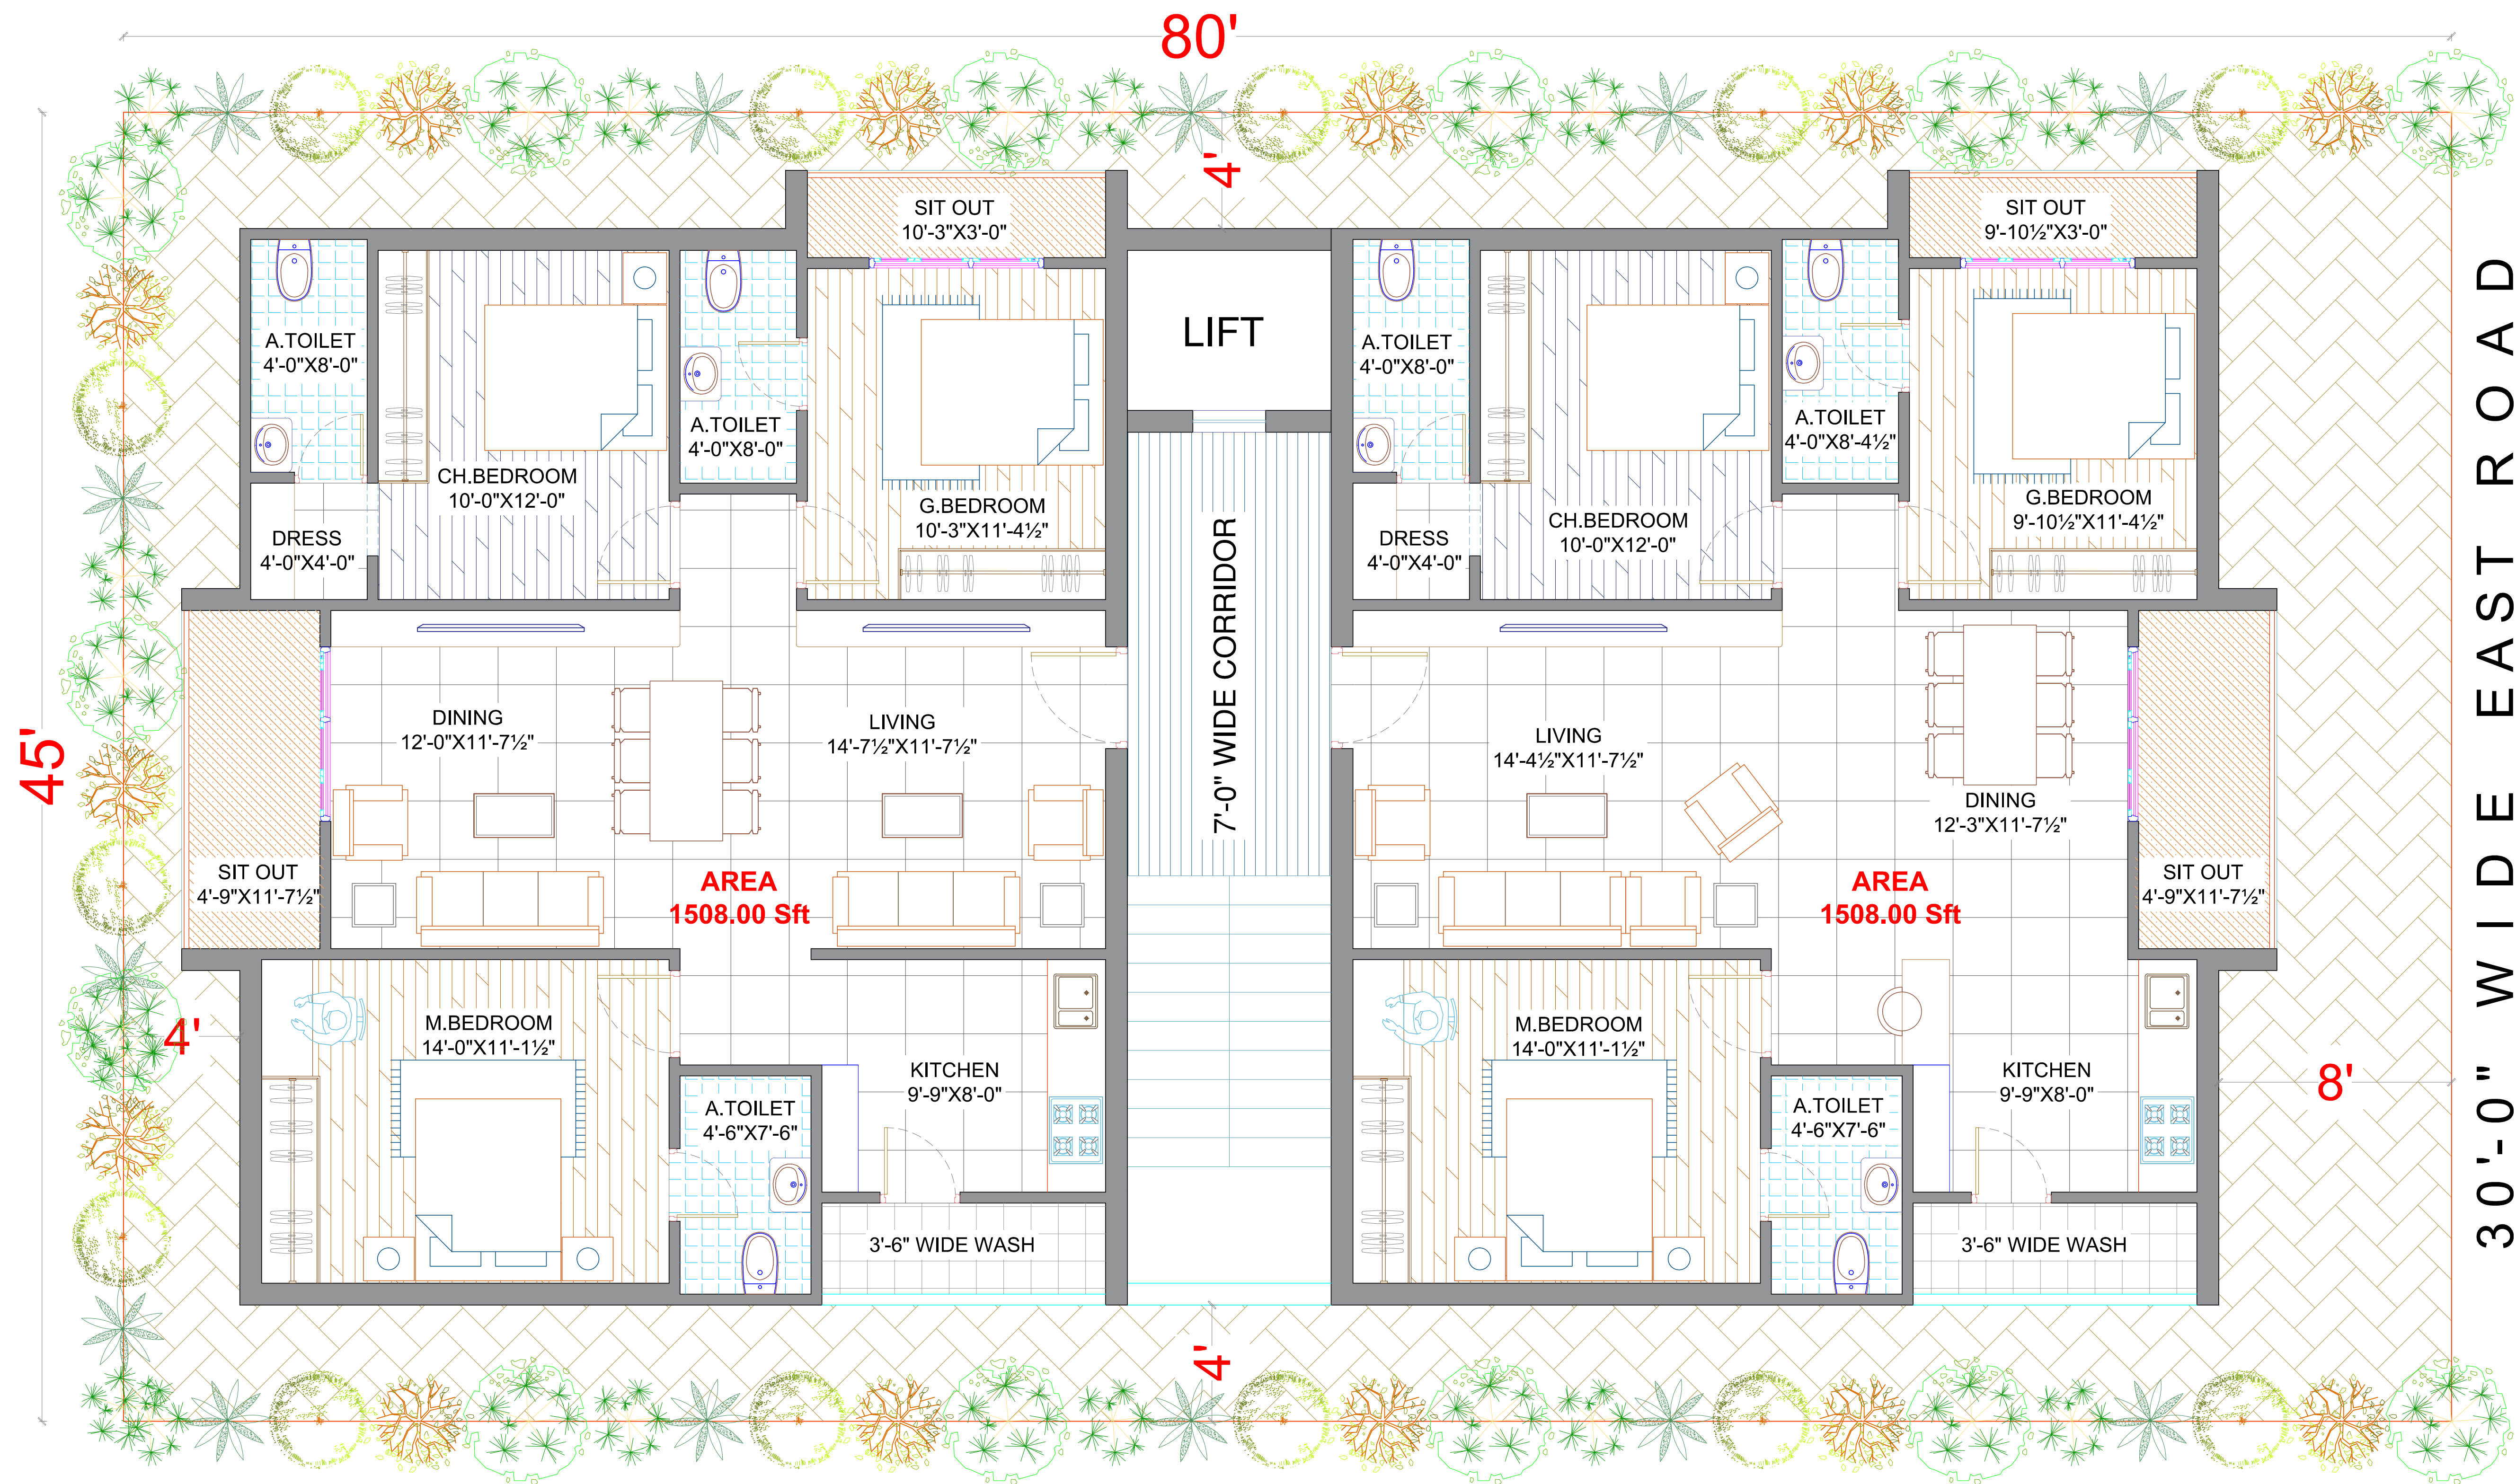 80'
4'
SIT OUT
10'-3"X3'-0"
SIT OUT
9'-10½"X3'-0"
A.TOILET
4'-0"X8'-0"
CH.BEDROOM
10'-0"X12'-0"
A.TOILET
4'-0"X8'-0"
G.BEDROOM
10'-3"X11'-4½"
DRESS
4'-0"X4'-0"
LIFT
7'-0" WIDE CORRIDOR
A.TOILET
4'-0"X8'-0"
CH.BEDROOM
10'-0"X12'-0"
A.TOILET
4'-0"X8'-4½"
G.BEDROOM
9'-10½"X11'-4½"
DRESS
4'-0"X4'-0"
45'
DINING
12'-0"X11'-7½"
LIVING
14'-7½"X11'-7½"
SIT OUT
4'-9"X11'-7½"
AREA
1508.00 Sft
LIVING
14'-4½"X11'-7½"
DINING
12'-3"X11'-7½"
AREA
1508.00 Sft
SIT OUT
4'-9"X11'-7½"
4'
M.BEDROOM
14'-0"X11'-1½"
A.TOILET
4'-6"X7'-6"
KITCHEN
9'-9"X8'-0"
3'-6" WIDE WASH
M.BEDROOM
14'-0"X11'-1½"
A.TOILET
4'-6"X7'-6"
KITCHEN
9'-9"X8'-0"
3'-6" WIDE WASH
8'
4'
30'-0" WIDE EAST ROAD